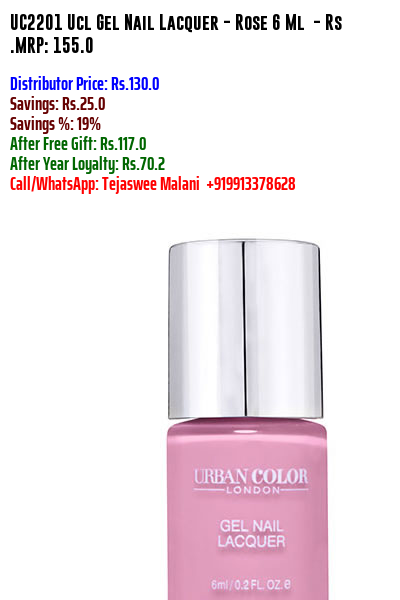 UC2201 Ucl Gel Nail Lacquer - Rose 6 Ml  - Rs
.MRP: 155.0
Distributor Price: Rs.130.0
Savings: Rs.25.0
Savings %: 19%
After Free Gift: Rs.117.0
After Year Loyalty: Rs.70.2
Call/WhatsApp: Tejaswee Malani  +919913378628
URBAN COLOR
LONDON
GEL NAIL
LACQUER
6ml / 0.2 FL. OZ. e